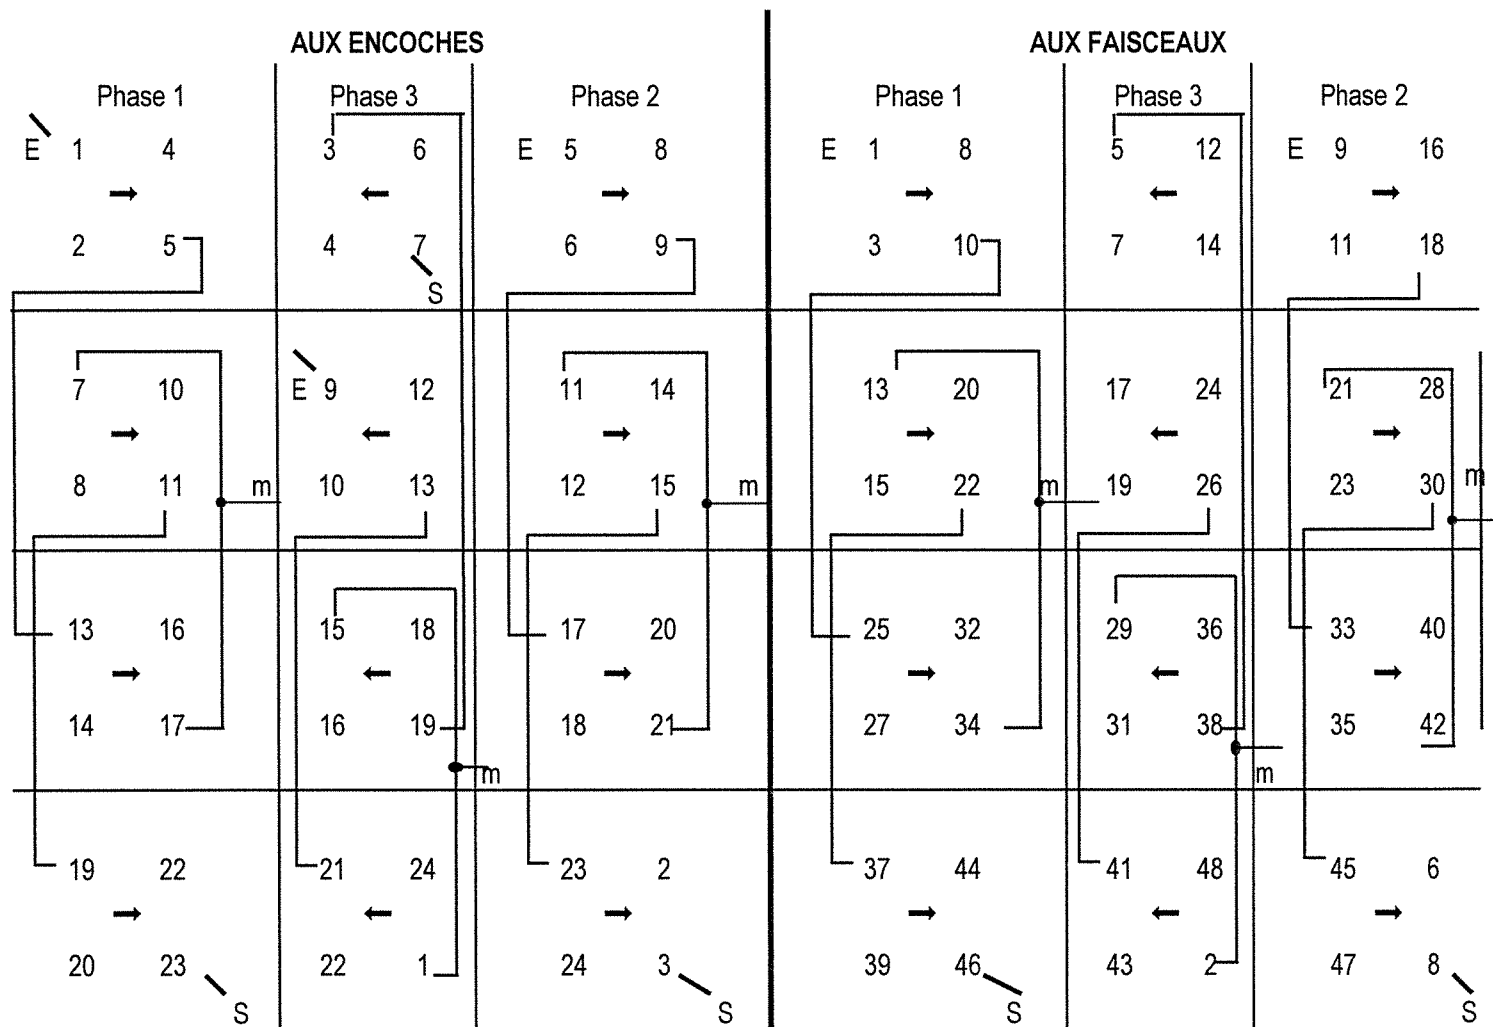 AUX ENCOCHES AUX FAISCEAUX
Phase 1 Phase 3 Phase 2 Phase 1 Phase 3 Phase 2
E 1 4 3 6 E 5 8 E 1 8 5 12 E 9 16
2 5 4 7 6 9 3 10 7 14 11 18
S
7 10 E 9 12 11 14 13 20 17 24 21 28
8 11 m 10 13 12 15 m 15 22 m 19 26 23 30 m
13 16 15 18 17 20 25 32 29 36 33 40
14 17 16 19 18 21 27 34 31 38 35 42
m m
19 22 21 24 23 2 37 44 41 48 45 6
20 23 22 1 24 3 39 46 43 2 47 8
S S S S